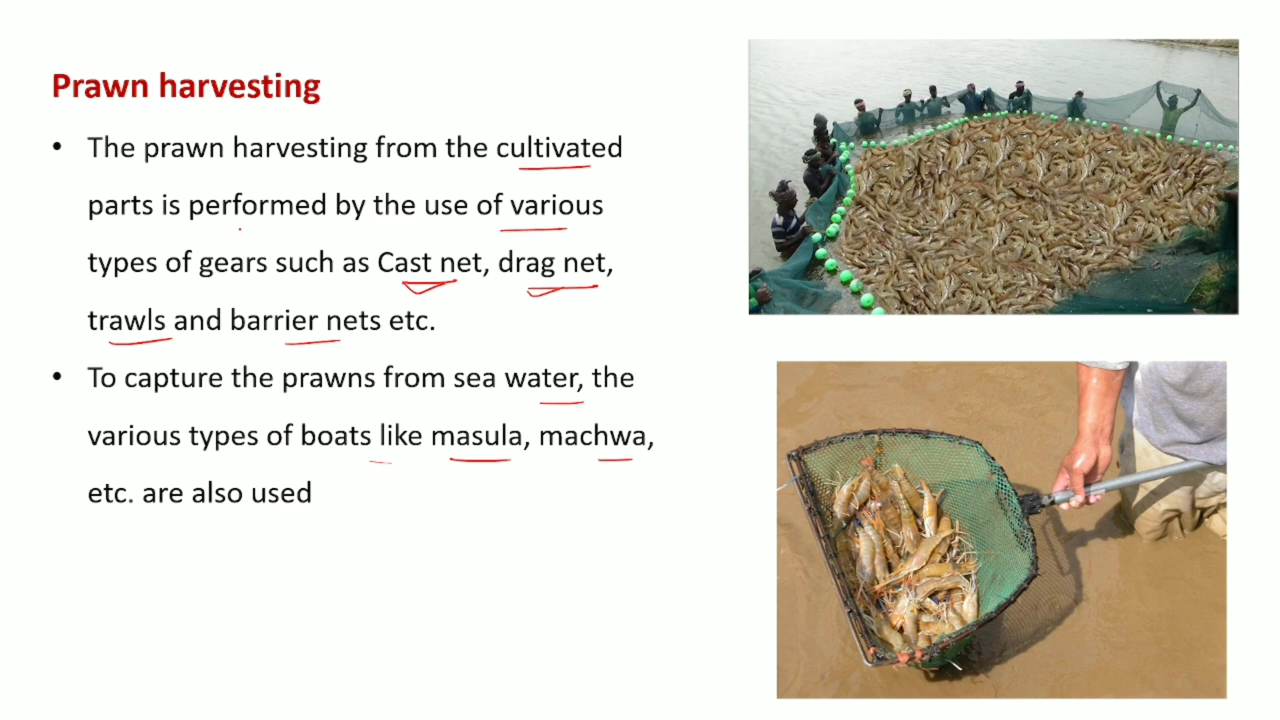 Prawn harvesting
• The prawn harvesting from the cultivated
parts is performed by the use of various
types of gears such as Cast net, drag net,
trawls and barrier nets etc.
• To capture the prawns from sea water, the
various types of boats like masula, machwa,
etc. are also used